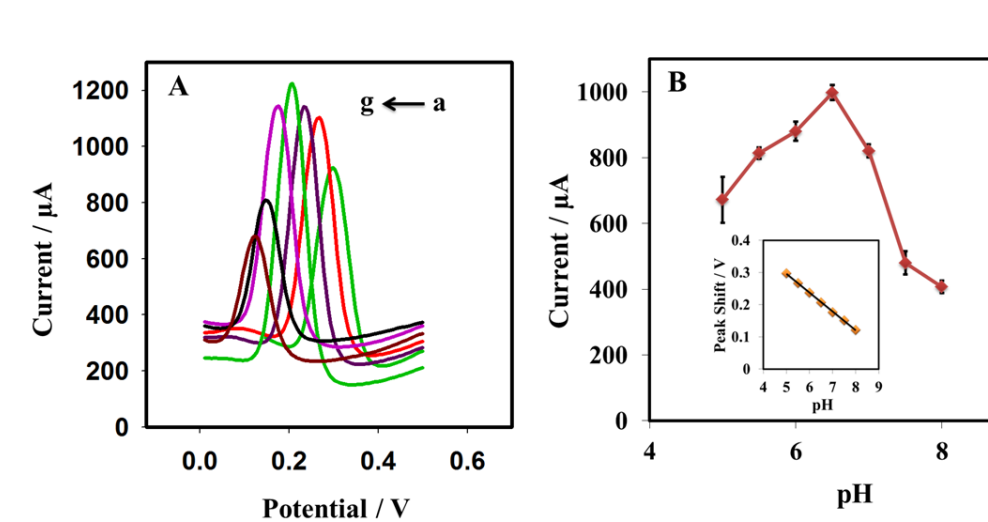 A
g ← a
1200
1000
800
600
400
200
0
0.0 0.2 0.4 0.6
Current / µA
Potential / V
B
1000
800
600
400
200
0
4 6 8
Current / µA
pH
0.4
0.3
0.2
0.1
0
4 5 6 7 8 9
Peak Shift / V
pH